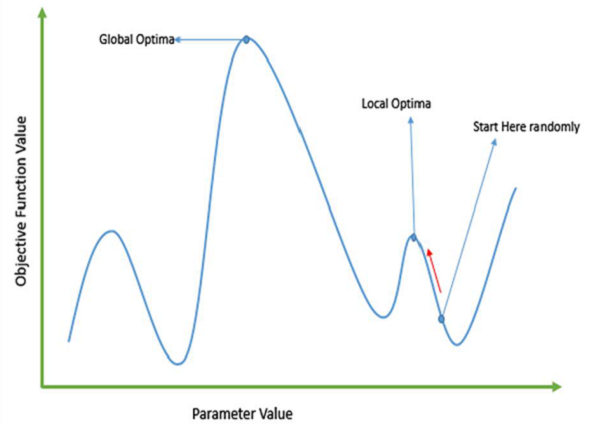 Global Optima
Local Optima
Start Here randomly
Objective Function Value
Parameter Value